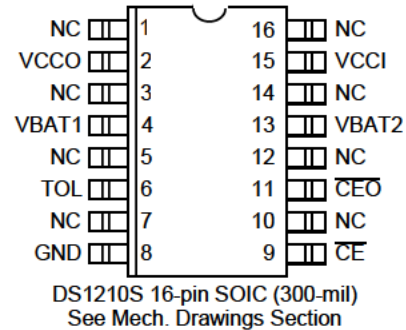 NC 1 16 NC
VCCO 2 15 VCCI
NC 3 14 NC
VBAT1 4 13 VBAT2
NC 5 12 NC
TOL 6 11 C̅E̅O̅
NC 7 10 NC
GND 8 9 C̅E̅
DS1210S 16-pin SOIC (300-mil)
See Mech. Drawings Section